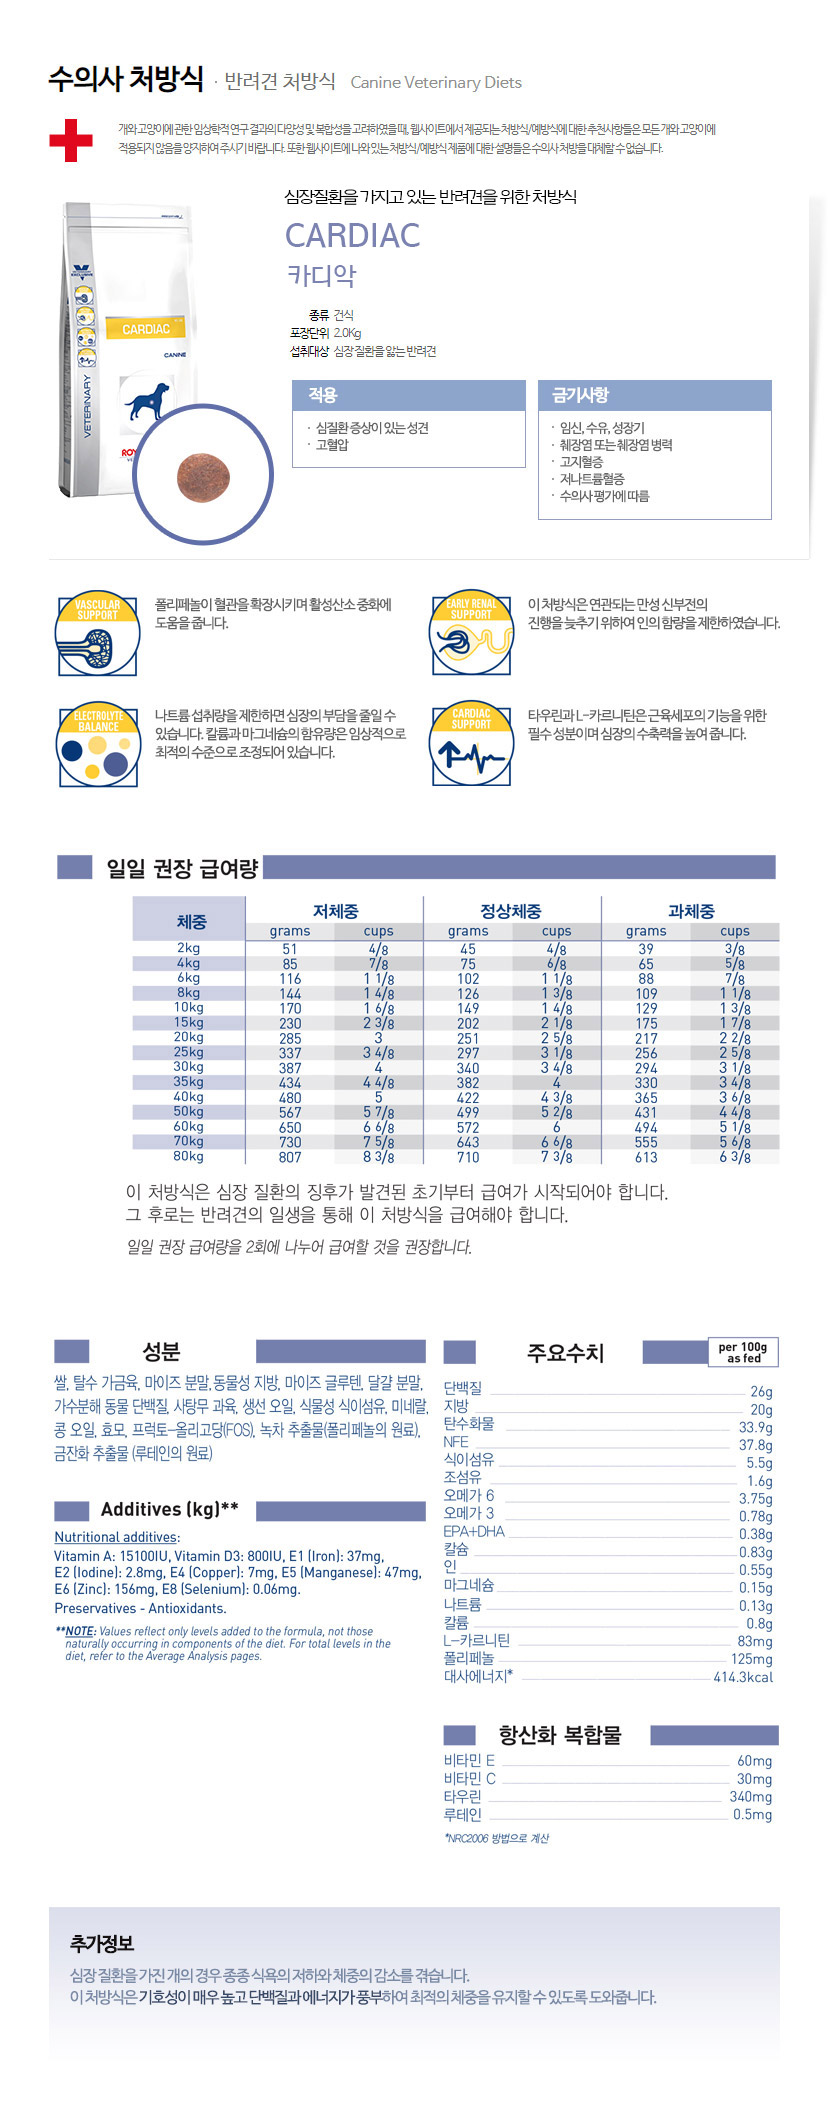 수의사 처방식 · 반려견 처방식 Canine Veterinary Diets
개와 고양이에 관한 임상학적 연구 결과의 다양성 및 복합성을 고려하였을 때, 웹사이트에서 제공되는 처방식/예방식에 대한 추천사항들은 모든 개와 고양이에
적용되지 않음을 양지하여 주시기 바랍니다. 또한 웹사이트에 나와 있는 처방식/예방식 제품에 대한 설명들은 수의사 처방을 대체할 수 없습니다.
심장질환을 가지고 있는 반려견을 위한 처방식
CARDIAC
카디악
종류 건식
포장단위 2.0Kg
섭취대상 심장 질환을 앓는 반려견
CARDIAC
CANINE
VETERINARY
ROY
적용
· 심질환 증상이 있는 성견
· 고혈압
금기사항
· 임신, 수유, 성장기
· 췌장염 또는 췌장염 병력
· 고지혈증
· 저나트륨혈증
· 수의사 평가에 따름
VASCULAR
SUPPORT
폴리페놀이 혈관을 확장시키며 활성산소 중화에
도움을 줍니다.
EARLY RENAL
SUPPORT
이 처방식은 연관되는 만성 신부전의
진행을 늦추기 위하여 인의 함량을 제한하였습니다.
ELECTROLYTE
BALANCE
나트륨 섭취량을 제한하면 심장의 부담을 줄일 수
있습니다. 칼륨과 마그네슘의 함유량은 임상적으로
최적의 수준으로 조정되어 있습니다.
CARDIAC
SUPPORT
타우린과 L-카르니틴은 근육세포의 기능을 위한
필수 성분이며 심장의 수축력을 높여 줍니다.
일일 권장 급여량
체중 저체중 정상체중 과체중
grams cups grams cups grams cups
2kg 51 4/8 45 4/8 39 3/8
4kg 85 7/8 75 6/8 65 5/8
6kg 116 1 1/8 102 1 1/8 88 7/8
8kg 144 1 4/8 126 1 3/8 109 1 1/8
10kg 170 1 6/8 149 1 4/8 129 1 3/8
15kg 230 2 3/8 202 2 1/8 175 1 7/8
20kg 285 3 251 2 5/8 217 2 2/8
25kg 337 3 4/8 297 3 1/8 256 2 5/8
30kg 387 4 340 3 4/8 294 3 1/8
35kg 434 4 4/8 382 4 330 3 4/8
40kg 480 5 422 4 3/8 365 3 6/8
50kg 567 5 7/8 499 5 2/8 431 4 4/8
60kg 650 6 6/8 572 6 494 5 1/8
70kg 730 7 5/8 643 6 6/8 555 5 6/8
80kg 807 8 3/8 710 7 3/8 613 6 3/8
이 처방식은 심장 질환의 징후가 발견된 초기부터 급여가 시작되어야 합니다.
그 후로는 반려견의 일생을 통해 이 처방식을 급여해야 합니다.
일일 권장 급여량을 2회에 나누어 급여할 것을 권장합니다.
성분
쌀, 탈수 가금육, 마이즈 분말, 동물성 지방, 마이즈 글루텐, 달걀 분말,
가수분해 동물 단백질, 사탕무 과육, 생선 오일, 식물성 식이섬유, 미네랄,
콩 오일, 효모, 프럭토-올리고당(FOS), 녹차 추출물(폴리페놀의 원료),
금잔화 추출물 (루테인의 원료)
Additives (kg)**
Nutritional additives:
Vitamin A: 15100IU, Vitamin D3: 800IU, E1 (Iron): 37mg,
E2 (Iodine): 2.8mg, E4 (Copper): 7mg, E5 (Manganese): 47mg,
E6 (Zinc): 156mg, E8 (Selenium): 0.06mg.
Preservatives - Antioxidants.
**NOTE: Values reflect only levels added to the formula, not those
naturally occurring in components of the diet. For total levels in the
diet, refer to the Average Analysis pages.
주요수치 per 100g
as fed
단백질 26g
지방 20g
탄수화물 33.9g
NFE 37.8g
식이섬유 5.5g
조섬유 1.6g
오메가 6 3.75g
오메가 3 0.78g
EPA+DHA 0.38g
칼슘 0.83g
인 0.55g
마그네슘 0.15g
나트륨 0.13g
칼륨 0.8g
L-카르니틴 83mg
폴리페놀 125mg
대사에너지* 414.3kcal
항산화 복합물
비타민 E 60mg
비타민 C 30mg
타우린 340mg
루테인 0.5mg
*NRC2006 방법으로 계산
추가정보
심장 질환을 가진 개의 경우 종종 식욕의 저하와 체중의 감소를 겪습니다.
이 처방식은 기호성이 매우 높고 단백질과 에너지가 풍부하여 최적의 체중을 유지할 수 있도록 도와줍니다.